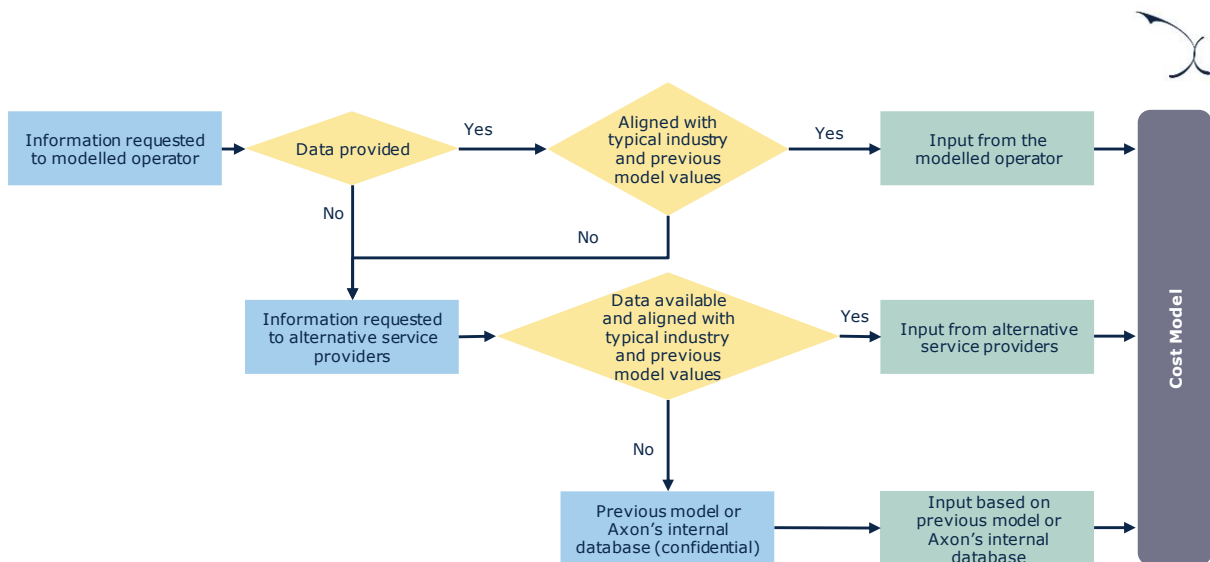 Information requested
to modelled operator
Data provided
Yes
Aligned with
typical industry
and previous
model values
Yes
Input from the
modelled operator
No
No
Information requested
to alternative service
providers
Data available
and aligned with
typical industry
and previous
model values
Yes
Input from alternative
service providers
Cost Model
No
Previous model or
Axon's internal
database (confidential)
Input based on
previous model or
Axon's internal
database